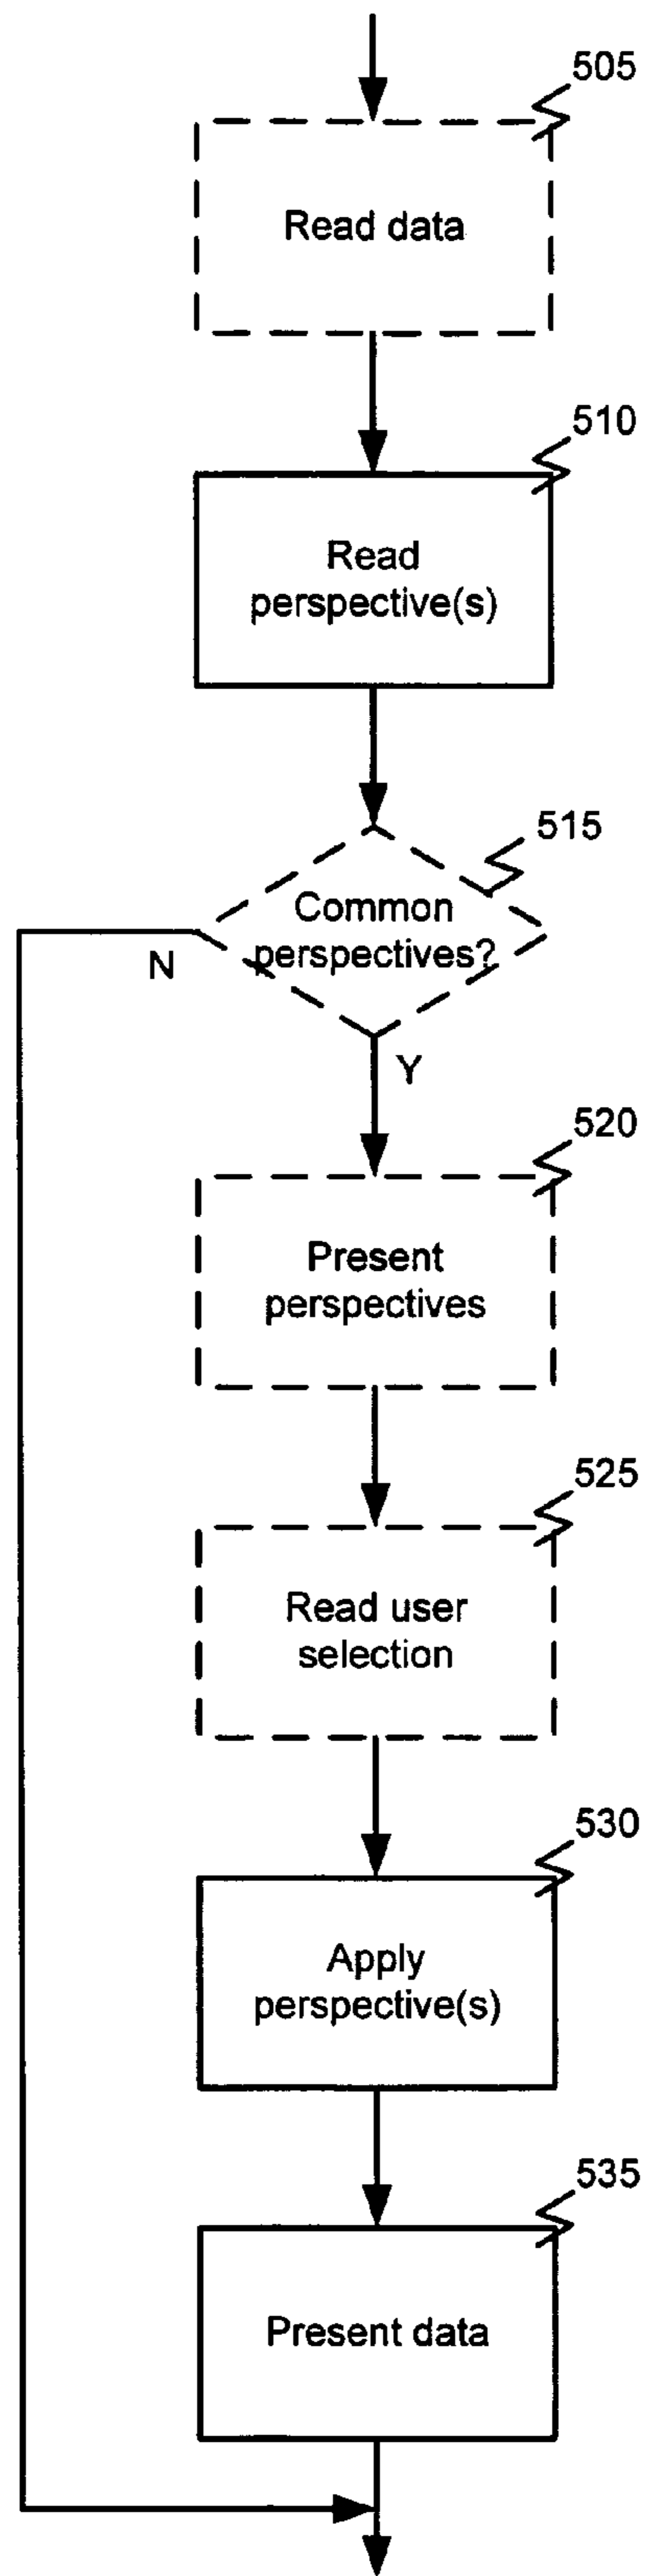 505
Read data
510
Read
perspective(s)
515
Common
perspectives?
N
Y
520
Present
perspectives
525
Read user
selection
530
Apply
perspective(s)
535
Present data